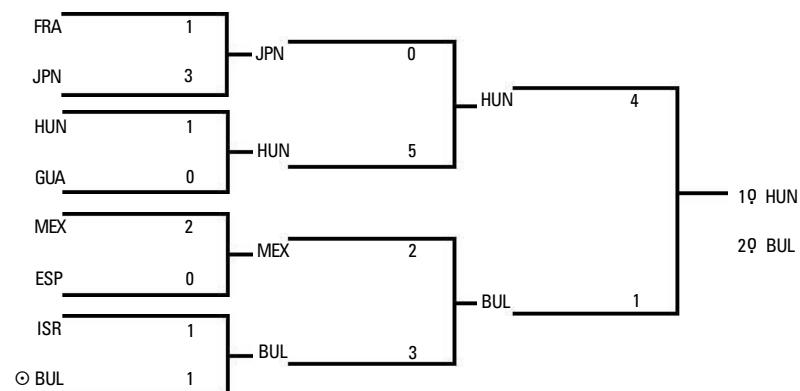 FRA 1
JPN 3
HUN 1
GUA 0
MEX 2
ESP 0
ISR 1
⊙ BUL 1
JPN 0
HUN 5
MEX 2
BUL 3
HUN 4
BUL 1
1º HUN
2º BUL